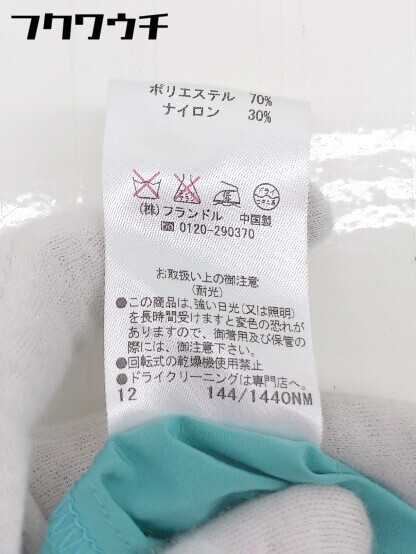 フクワウチ
ポリエステル 70%
ナイロン 30%
(株)フランドル 中国製
0120-290370
お取扱い上の御注意
(耐光)
●この商品は、強い日光(又は照明)
を長時間受けますと変色の恐れが
ありますので、御着用及び保管の
際には、御注意下さい。
●回転式の乾燥機使用禁止
●ドライクリーニングは専門店へ。
12 144/1440NM